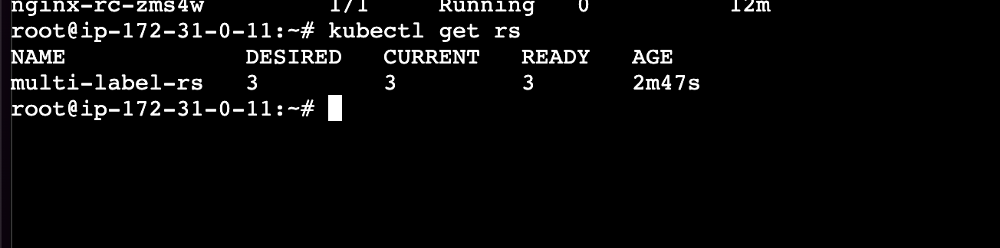 nginx-rc-zms4w 1/1 Running 0 12m
root@ip-172-31-0-11:~# kubectl get rs
NAME DESIRED CURRENT READY AGE
multi-label-rs 3 3 3 2m47s
root@ip-172-31-0-11:~#